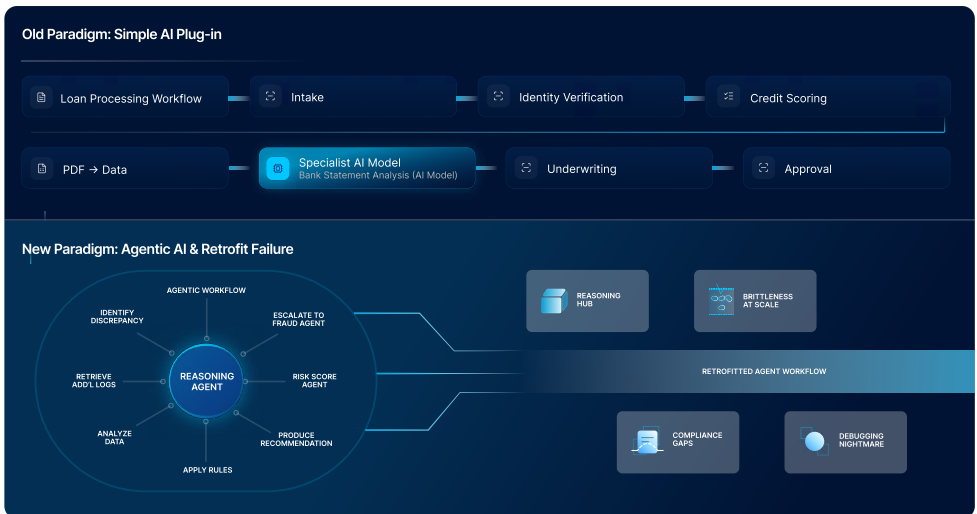 Old Paradigm: Simple AI Plug-in
Loan Processing Workflow
Intake
Identity Verification
Credit Scoring
PDF → Data
Specialist AI Model
Bank Statement Analysis (AI Model)
Underwriting
Approval
New Paradigm: Agentic AI & Retrofit Failure
AGENTIC WORKFLOW
IDENTIFY
DISCREPANCY
ESCALATE TO
FRAUD AGENT
RETRIEVE
ADD'L LOGS
REASONING
AGENT
RISK SCORE
AGENT
ANALYZE
DATA
PRODUCE
RECOMMENDATION
APPLY RULES
REASONING
HUB
BRITTLENESS
AT SCALE
RETROFITTED AGENT WORKFLOW
COMPLIANCE
GAPS
DEBUGGING
NIGHTMARE